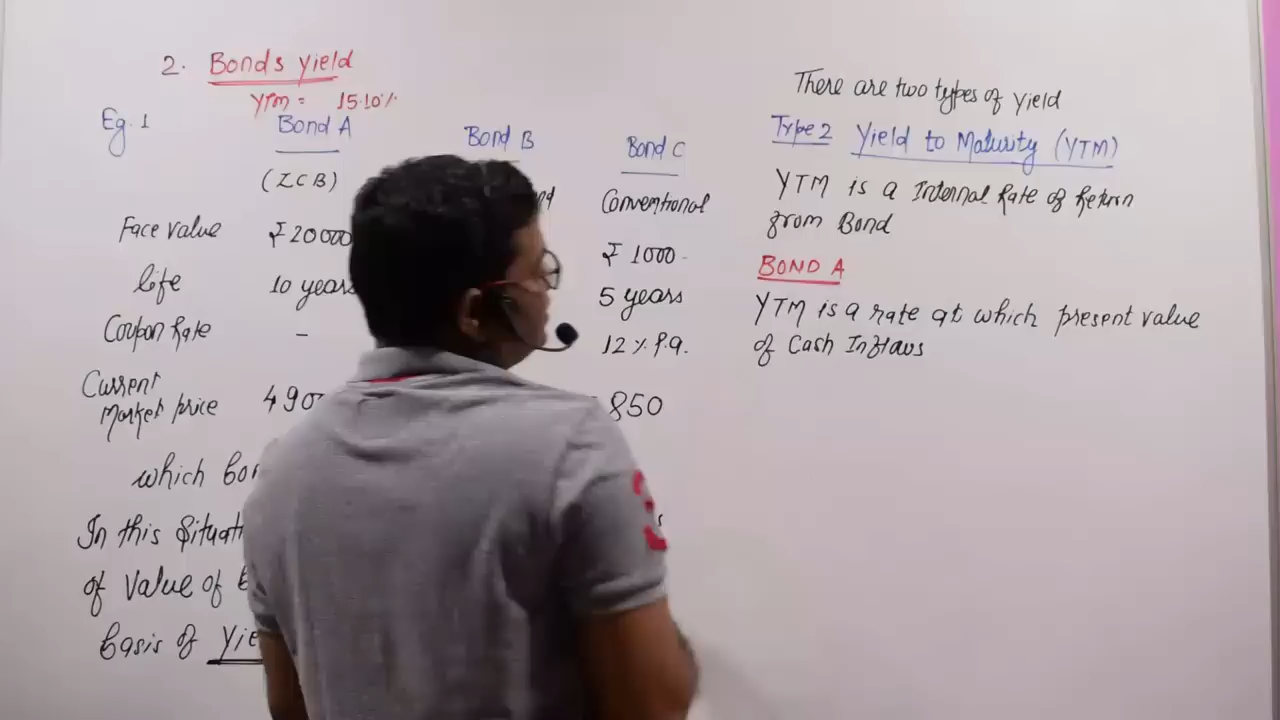 2. Bonds Yield
YTM = 15.10%
Eg. 1
Bond A
Bond B
Bond C
(ZCB)
Conventional
Face value
₹20000
₹ 1000
life
10 years
5 years
Coupon Rate
-
12% P.a.
Current
Market price
490
850
which
In this
of Value of
basis of
There are two types of Yield
Type 2 Yield to Maturity (YTM)
YTM is a Internal Rate of Return
from Bond
BOND A
YTM is a rate at which present value
of Cash Inflows
3